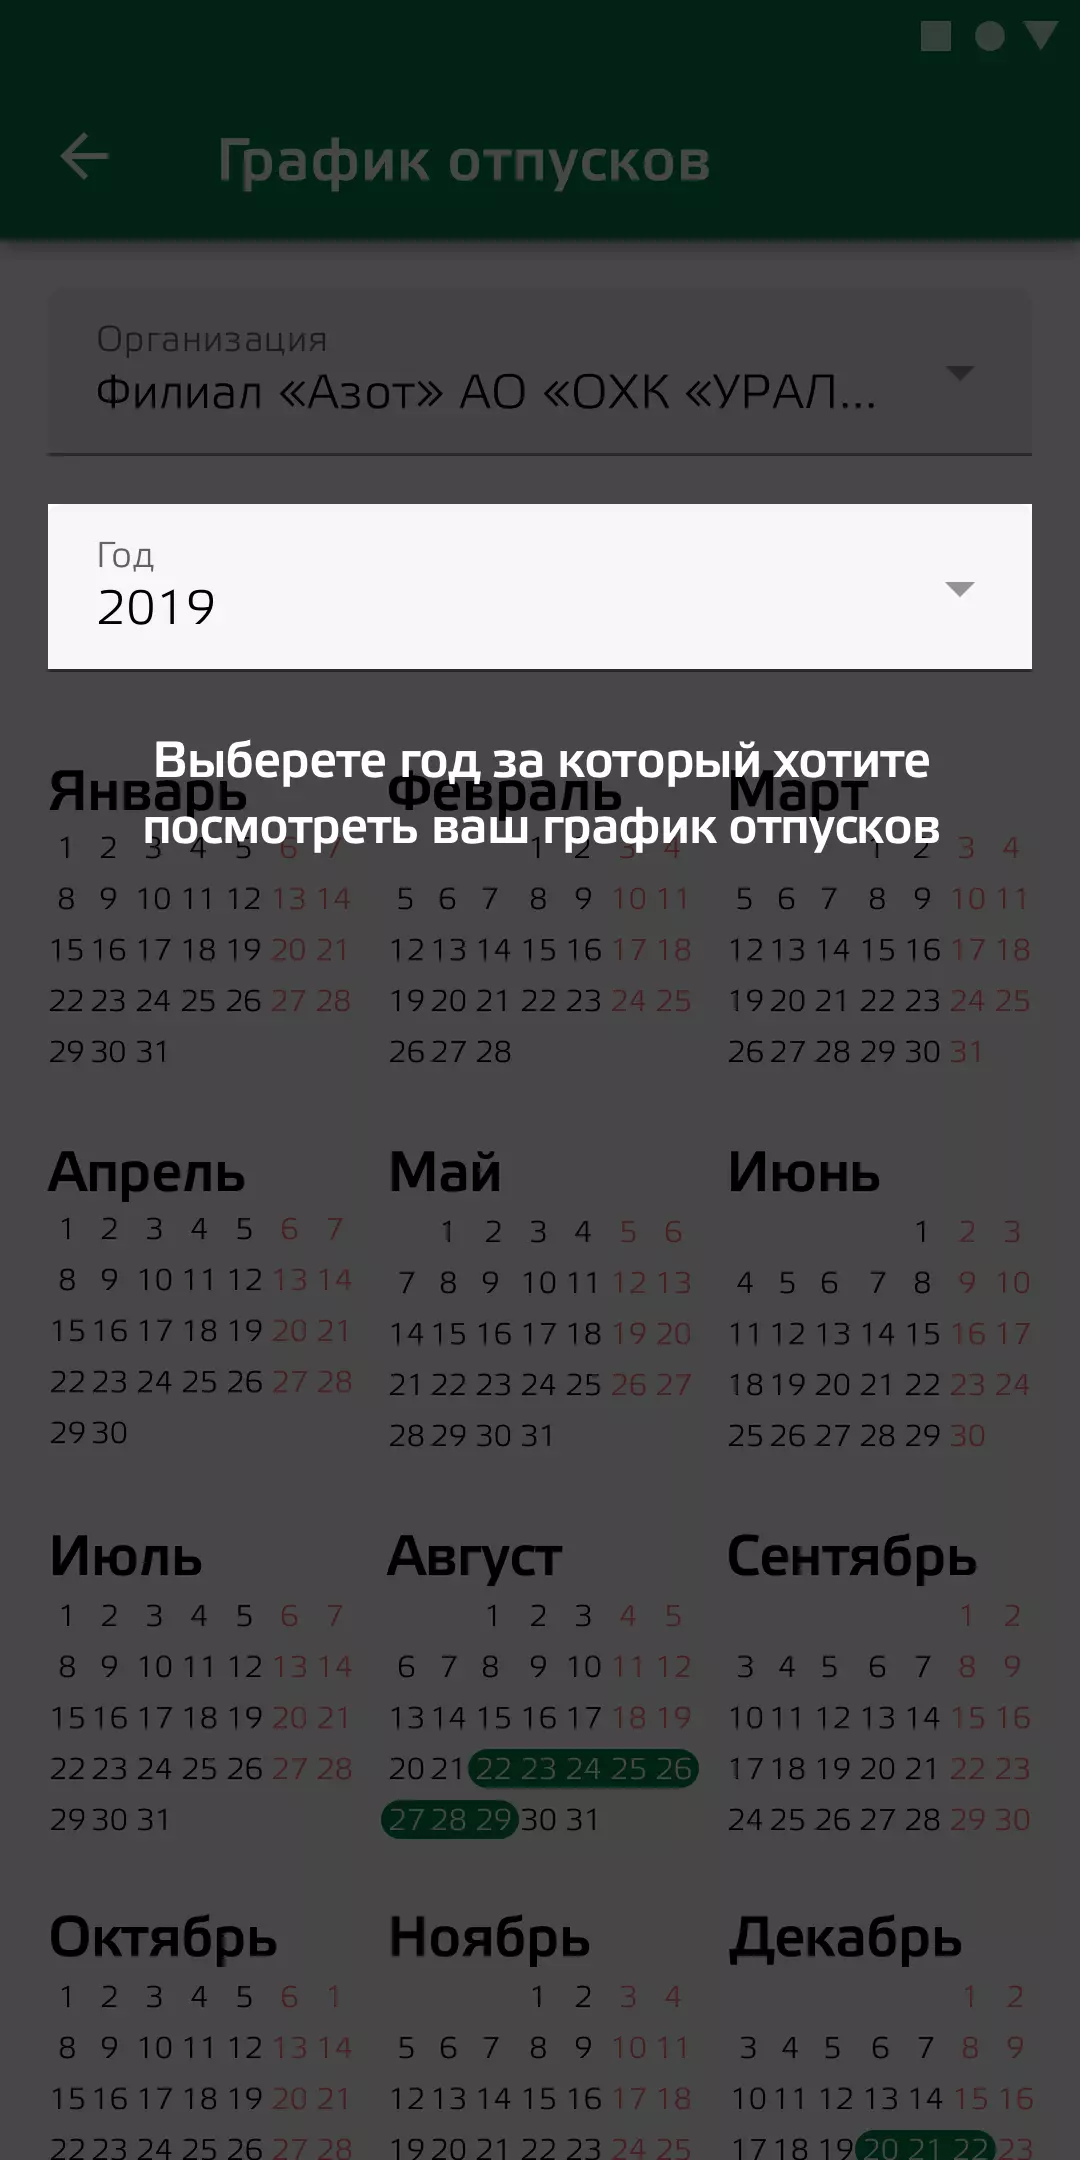 График отпусков
Организация
Филиал «Азот» АО «ОХК «УРАЛ...
Год
2019
Выберете год за который хотите
посмотреть ваш график отпусков
Январь Февраль Март
1 2 3 4 5 6 7 1 2 3 4 1 2 3 4
8 9 10 11 12 13 14 5 6 7 8 9 10 11 5 6 7 8 9 10 11
15 16 17 18 19 20 21 12 13 14 15 16 17 18 12 13 14 15 16 17 18
22 23 24 25 26 27 28 19 20 21 22 23 24 25 19 20 21 22 23 24 25
29 30 31 26 27 28 26 27 28 29 30 31
Апрель Май Июнь
1 2 3 4 5 6 7 1 2 3 4 5 6 1 2 3
8 9 10 11 12 13 14 7 8 9 10 11 12 13 4 5 6 7 8 9 10
15 16 17 18 19 20 21 14 15 16 17 18 19 20 11 12 13 14 15 16 17
22 23 24 25 26 27 28 21 22 23 24 25 26 27 18 19 20 21 22 23 24
29 30 28 29 30 31 25 26 27 28 29 30
Июль Август Сентябрь
1 2 3 4 5 6 7 1 2 3 4 5 1 2
8 9 10 11 12 13 14 6 7 8 9 10 11 12 3 4 5 6 7 8 9
15 16 17 18 19 20 21 13 14 15 16 17 18 19 10 11 12 13 14 15 16
22 23 24 25 26 27 28 20 21 22 23 24 25 26 17 18 19 20 21 22 23
29 30 31 27 28 29 30 31 24 25 26 27 28 29 30
Октябрь Ноябрь Декабрь
1 2 3 4 5 6 1 1 2 3 4 1 2
8 9 10 11 12 13 14 5 6 7 8 9 10 11 3 4 5 6 7 8 9
15 16 17 18 19 20 21 12 13 14 15 16 17 18 10 11 12 13 14 15 16
22 23 24 25 26 27 28 19 20 21 22 23 24 25 17 18 19 20 21 22 23